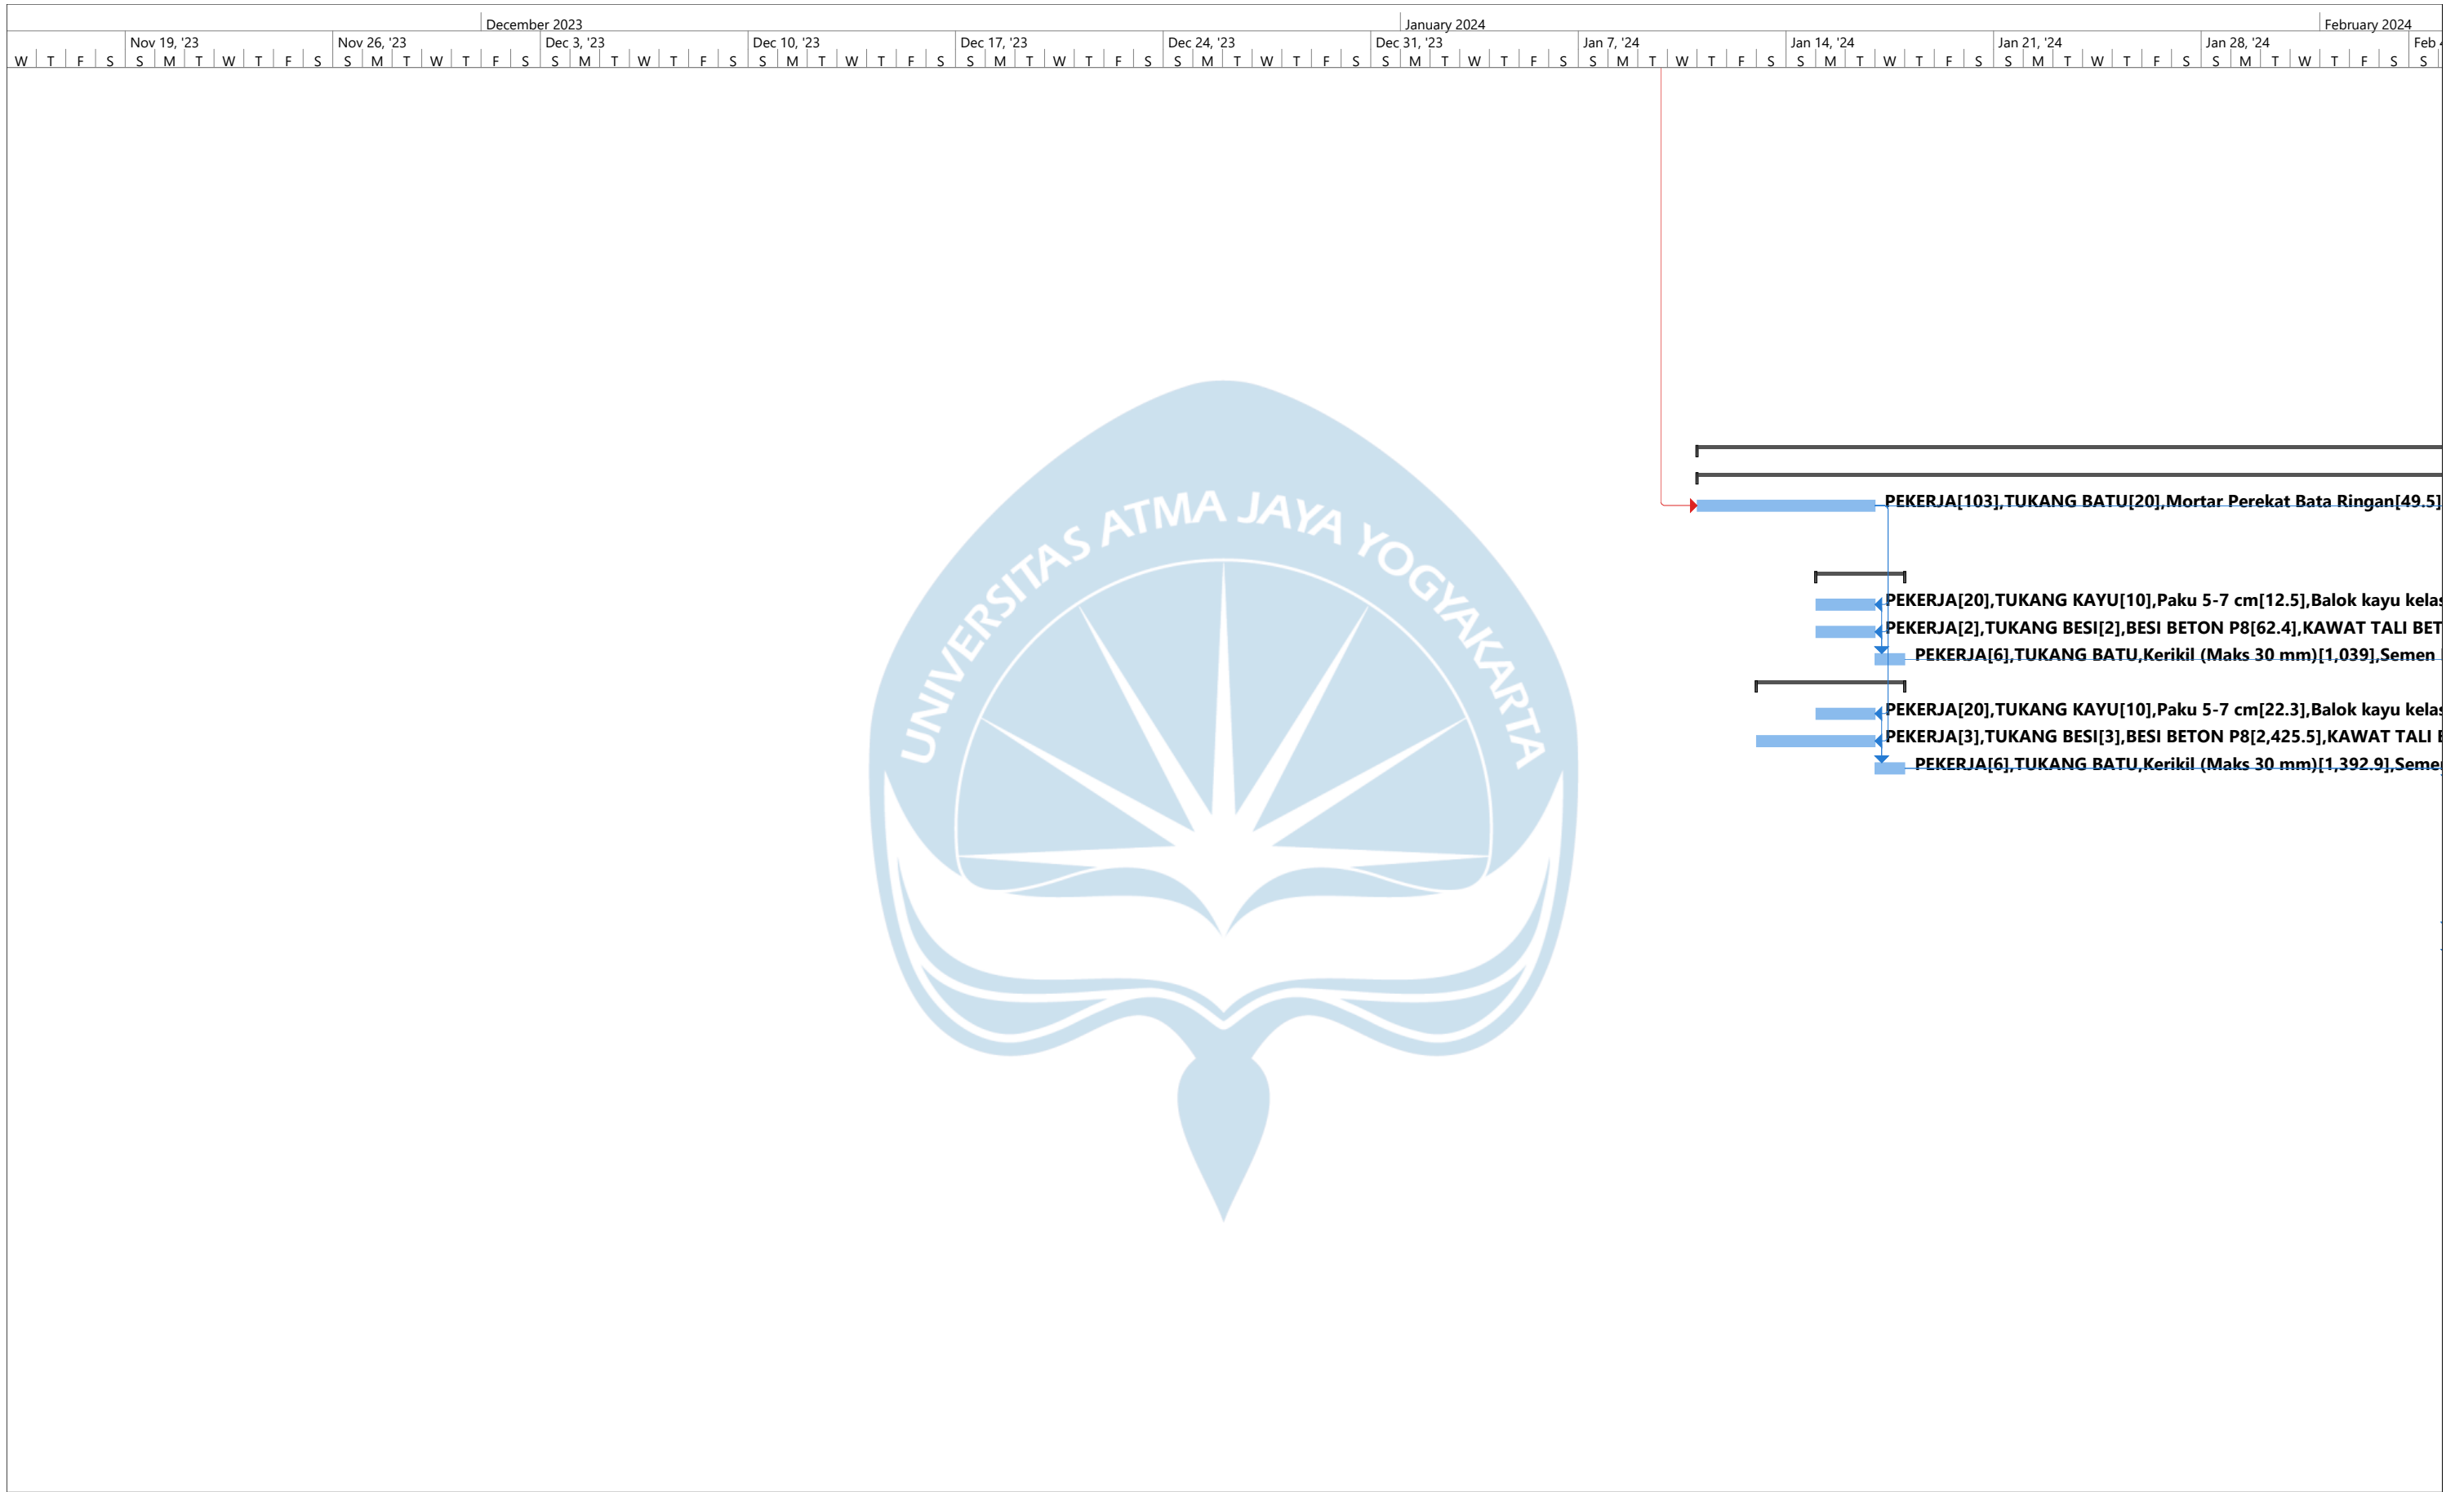 December 2023 January 2024 February 2024
Nov 19, '23 Nov 26, '23 Dec 3, '23 Dec 10, '23 Dec 17, '23 Dec 24, '23 Dec 31, '23 Jan 7, '24 Jan 14, '24 Jan 21, '24 Jan 28, '24 Feb
W T F S S M T W T F S S M T W T F S S M T W T F S S M T W T F S S M T W T F S S M T W T F S S M T W T F S S M T W T F S S M T W T F S S M T W T F S S M T W T F S S
UNIVERSITAS ATMA JAYA YOGYAKARTA
PEKERJA[103],TUKANG BATU[20],Mortar Perekat Bata Ringan[49.5]
PEKERJA[20],TUKANG KAYU[10],Paku 5-7 cm[12.5],Balok kayu kelas
PEKERJA[2],TUKANG BESI[2],BESI BETON P8[62.4],KAWAT TALI BET
PEKERJA[6],TUKANG BATU,Kerikil (Maks 30 mm)[1,039],Semen
PEKERJA[20],TUKANG KAYU[10],Paku 5-7 cm[22.3],Balok kayu kelas
PEKERJA[3],TUKANG BESI[3],BESI BETON P8[2,425.5],KAWAT TALI
PEKERJA[6],TUKANG BATU,Kerikil (Maks 30 mm)[1,392.9],Seme